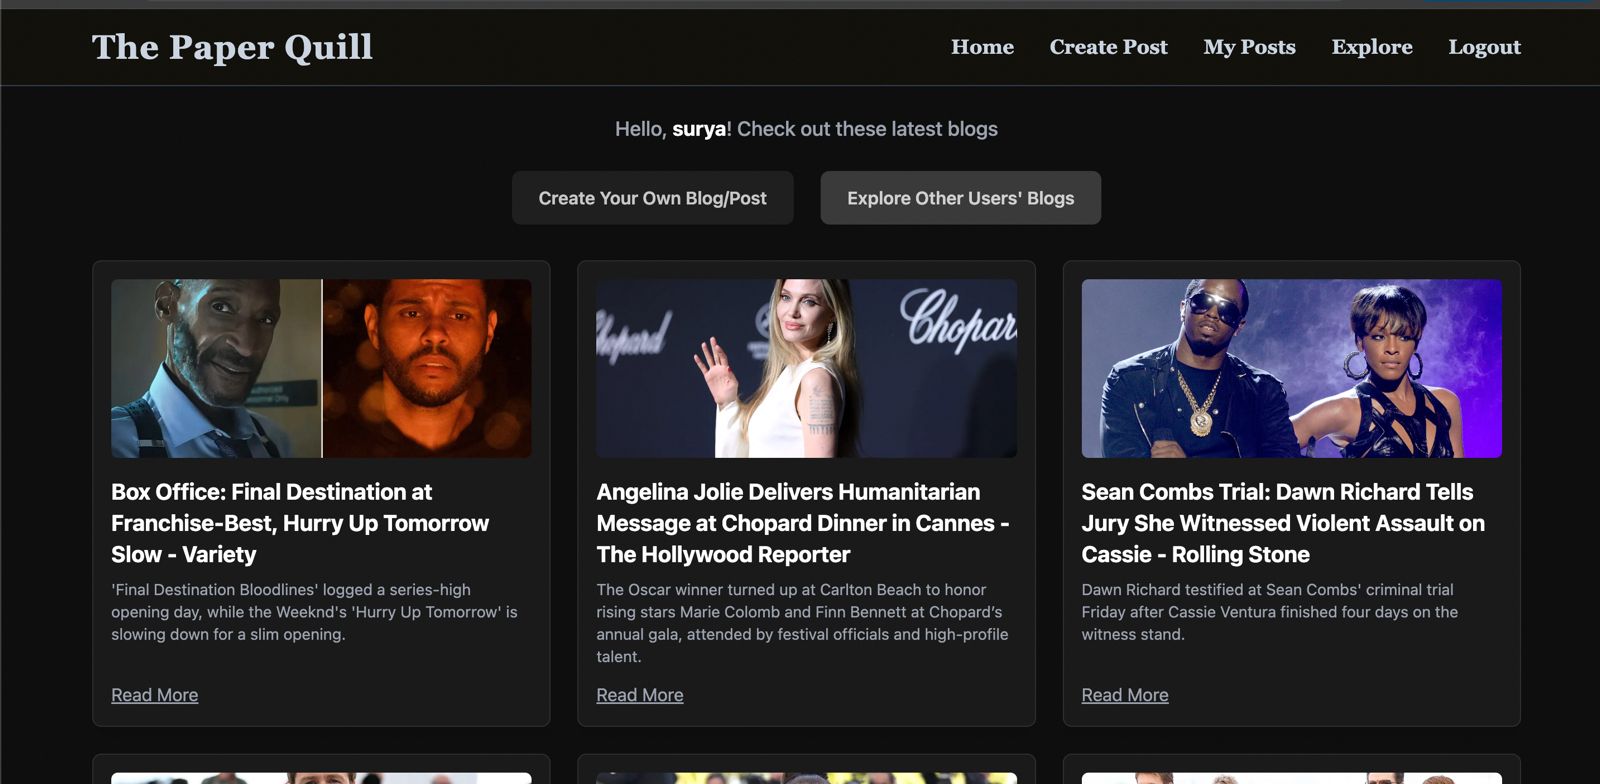 The Paper Quill
Home Create Post My Posts Explore Logout
Hello, surya! Check out these latest blogs
Create Your Own Blog/Post Explore Other Users' Blogs
Chopard
Box Office: Final Destination at
Franchise-Best, Hurry Up Tomorrow
Slow - Variety
'Final Destination Bloodlines' logged a series-high
opening day, while the Weeknd's 'Hurry Up Tomorrow' is
slowing down for a slim opening.
Read More
Angelina Jolie Delivers Humanitarian
Message at Chopard Dinner in Cannes -
The Hollywood Reporter
The Oscar winner turned up at Carlton Beach to honor
rising stars Marie Colomb and Finn Bennett at Chopard’s
annual gala, attended by festival officials and high-profile
talent.
Read More
Sean Combs Trial: Dawn Richard Tells
Jury She Witnessed Violent Assault on
Cassie - Rolling Stone
Dawn Richard testified at Sean Combs' criminal trial
Friday after Cassie Ventura finished four days on the
witness stand.
Read More